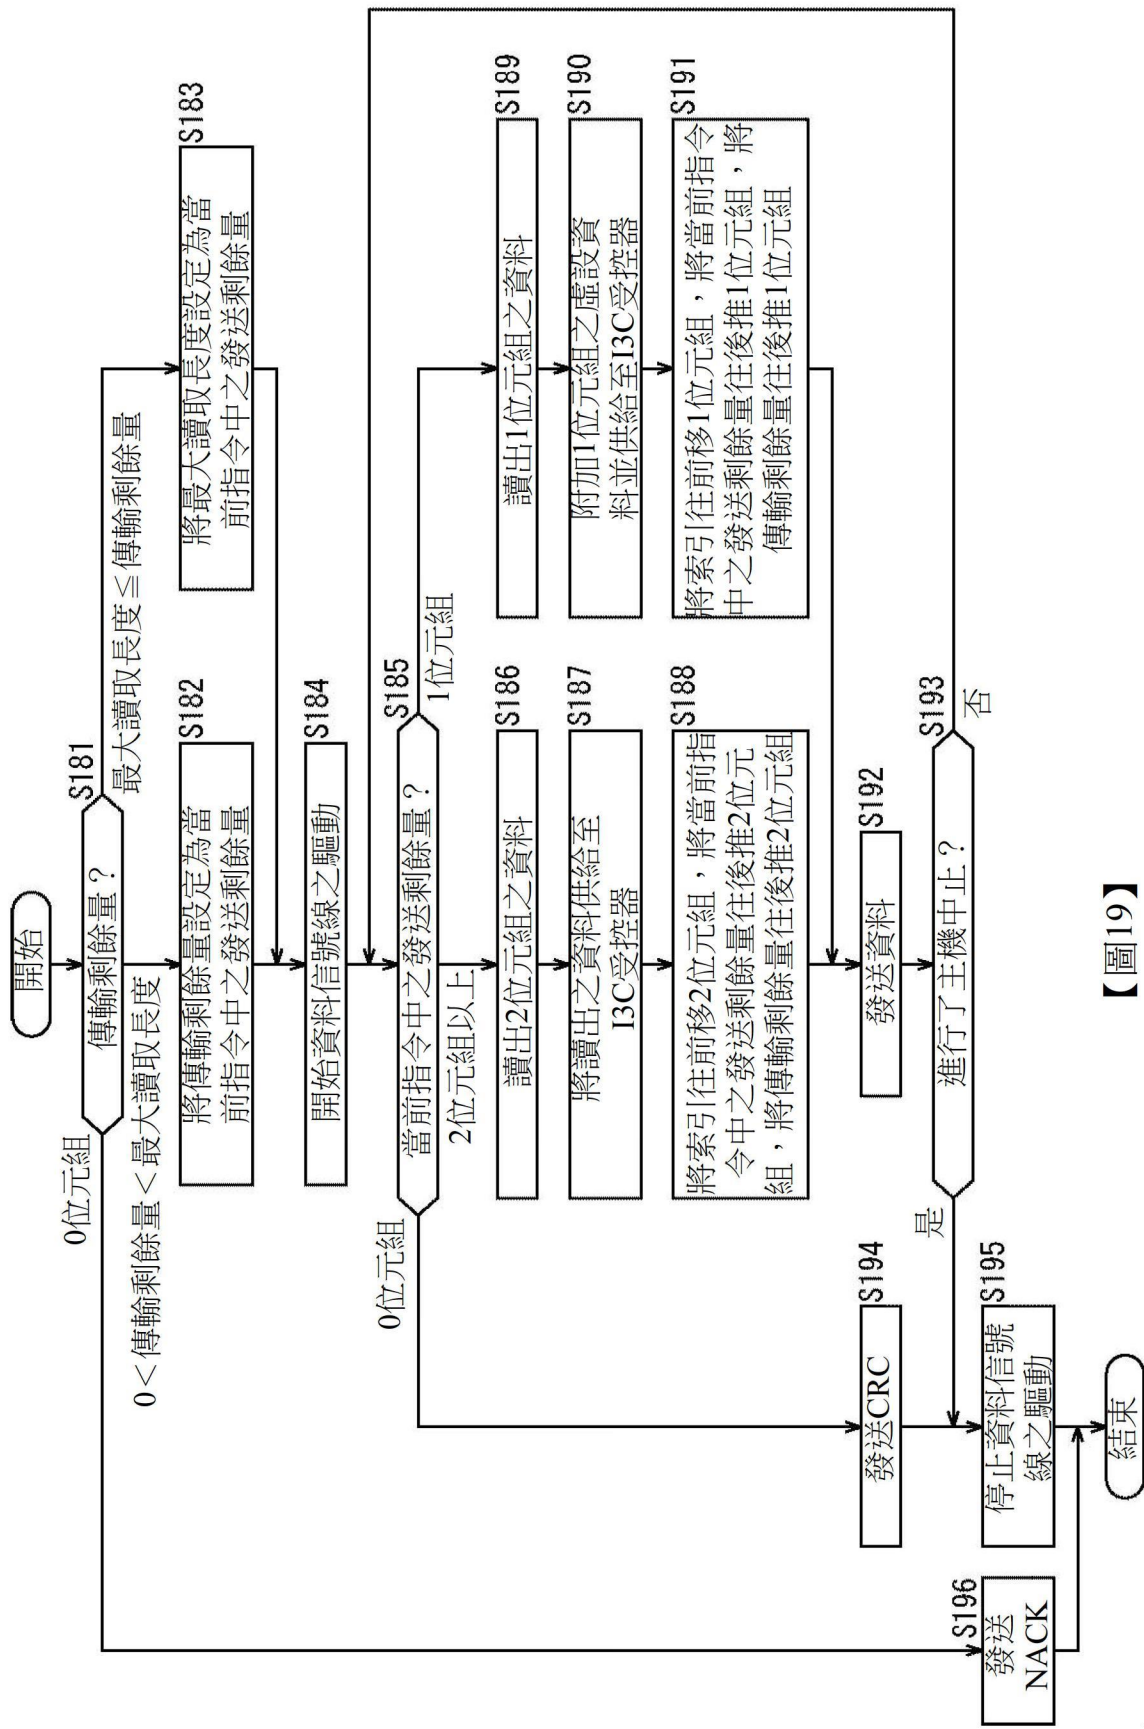 開始
S181
傳輸剩餘量？
0位元組
0＜傳輸剩餘量＜最大讀取長度
最大讀取長度≦傳輸剩餘量
S182
將傳輸剩餘量設定為當
前指令中之發送剩餘量
S183
將最大讀取長度設定為當
前指令中之發送剩餘量
S184
開始資料信號線之驅動
S185
當前指令中之發送剩餘量？
0位元組
2位元組以上
1位元組
S186
讀出2位元組之資料
S187
將讀出之資料供給至
I3C受控器
S188
將索引往前移2位元組，將當前指
令中之發送剩餘量往後推2位元
組，將傳輸剩餘量往後推2位元組
S189
讀出1位元組之資料
S190
附加1位元組之虛設資
料並供給至I3C受控器
S191
將索引往前移1位元組，將當前指令
中之發送剩餘量往後推1位元組，將
傳輸剩餘量往後推1位元組
S192
發送資料
S193
進行了主機中止？
是
否
S194
發送CRC
S195
停止資料信號
線之驅動
S196
發送
NACK
結束
【圖19】